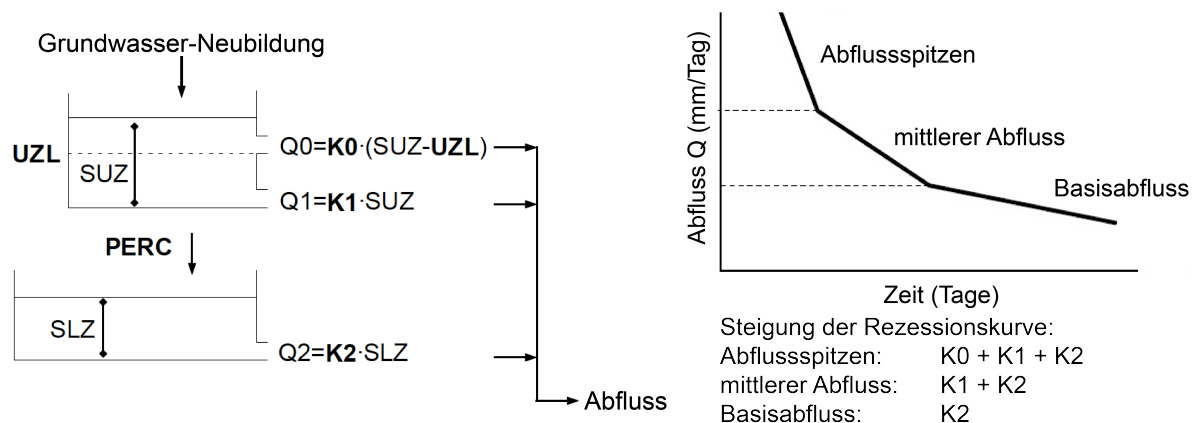 Grundwasser-Neubildung
UZL
SUZ
Q0=K0·(SUZ-UZL)
Q1=K1·SUZ
PERC
SLZ
Q2=K2·SLZ
Abfluss
Abfluss Q (mm/Tag)
Abflussspitzen
mittlerer Abfluss
Basisabfluss
Zeit (Tage)
Steigung der Rezessionskurve:
Abflussspitzen: K0 + K1 + K2
mittlerer Abfluss: K1 + K2
Basisabfluss: K2